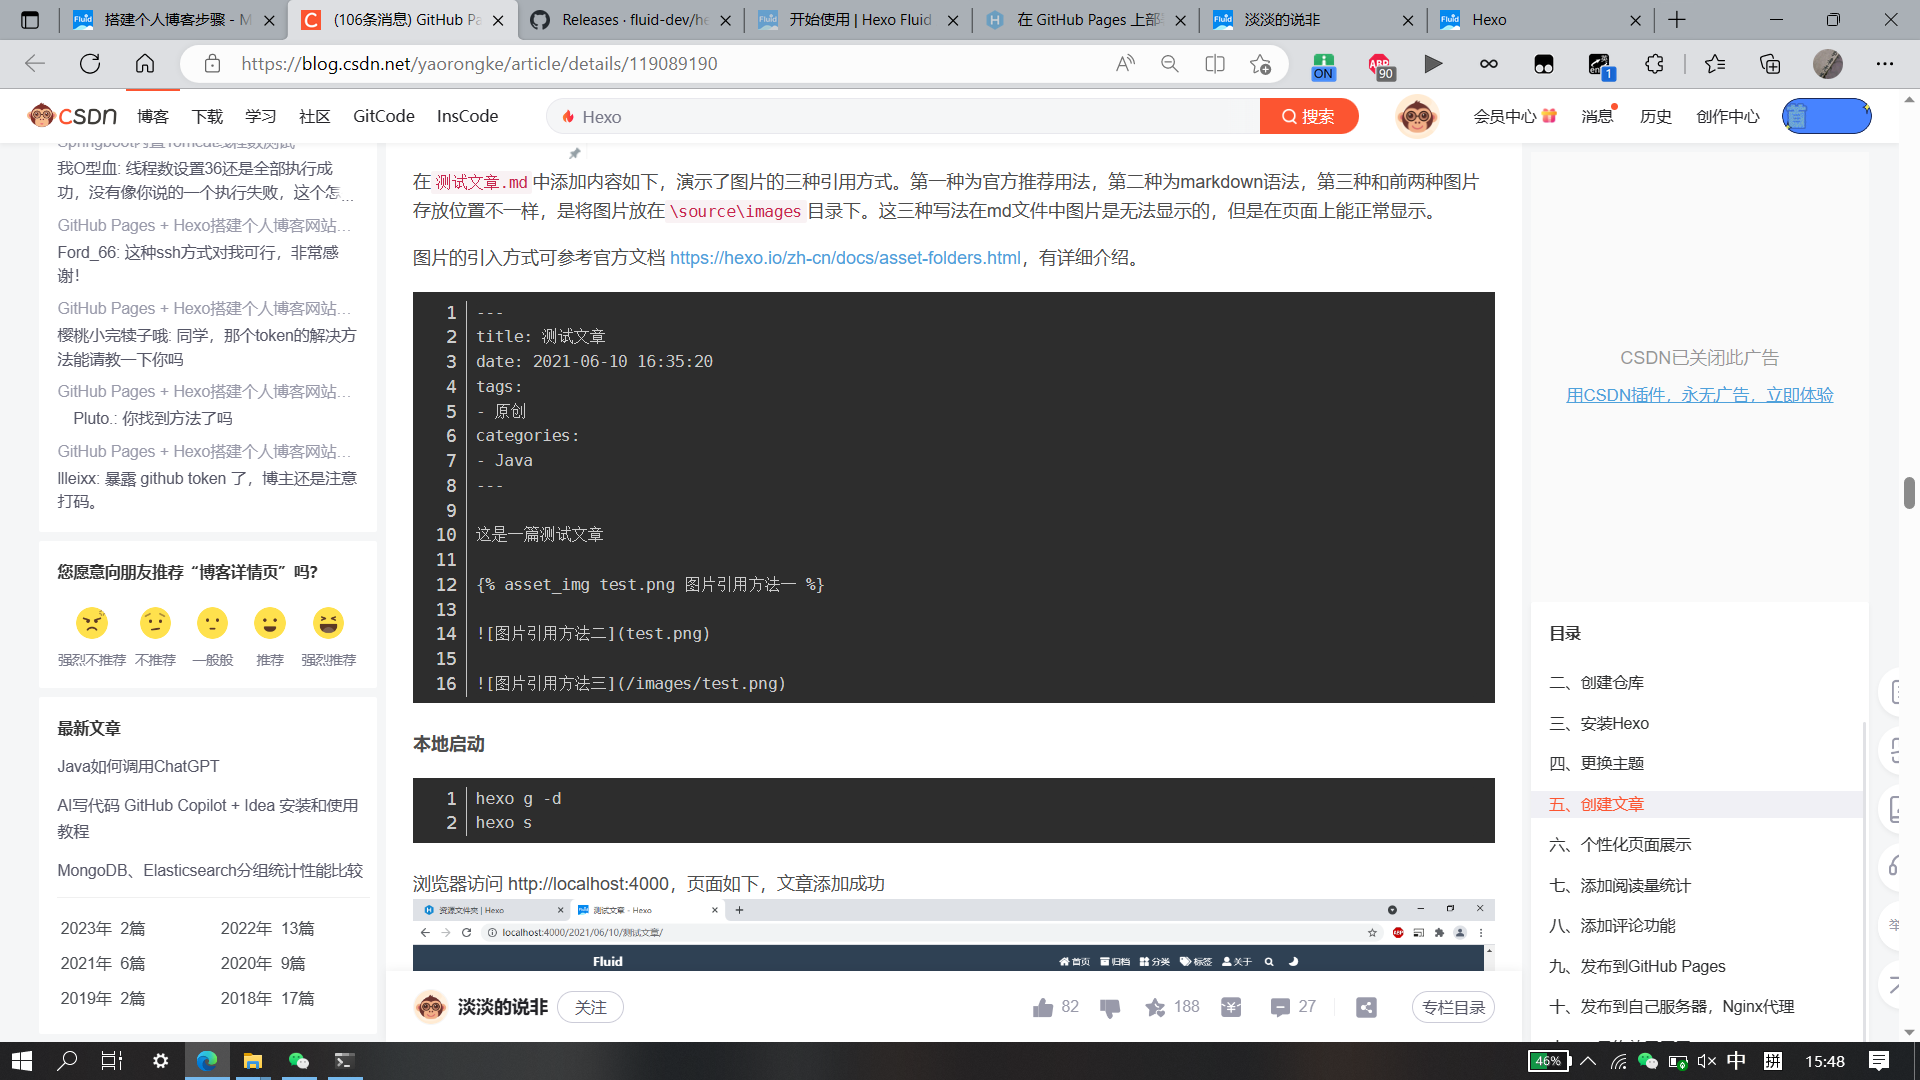 搭建个人博客步骤 - M
(106条消息) GitHub Pa
Releases · fluid-dev/he
开始使用 | Hexo Fluid
在 GitHub Pages 上部
淡淡的说非
Hexo
https://blog.csdn.net/yaorongke/article/details/119089190
ON
ABP
90
1
CSDN
博客
下载
学习
社区
GitCode
InsCode
Hexo
搜索
会员中心
消息
历史
创作中心
Springboot内置Tomcat线程数测试
我O型血: 线程数设置36还是全部执行成
功，没有像你说的一个执行失败，这个怎…
GitHub Pages + Hexo搭建个人博客网站…
Ford_66: 这种ssh方式对我可行，非常感
谢！
GitHub Pages + Hexo搭建个人博客网站…
樱桃小完犊子哦: 同学，那个token的解决方
法能请教一下你吗
GitHub Pages + Hexo搭建个人博客网站…
Pluto.: 你找到方法了吗
GitHub Pages + Hexo搭建个人博客网站…
llleixx: 暴露 github token 了，博主还是注意
打码。
您愿意向朋友推荐“博客详情页”吗？
强烈不推荐
不推荐
一般般
推荐
强烈推荐
最新文章
Java如何调用ChatGPT
AI写代码 GitHub Copilot + Idea 安装和使用
教程
MongoDB、Elasticsearch分组统计性能比较
2023年 2篇
2022年 13篇
2021年 6篇
2020年 9篇
2019年 2篇
2018年 17篇
在 测试文章.md 中添加内容如下，演示了图片的三种引用方式。第一种为官方推荐用法，第二种为markdown语法，第三种和前两种图片
存放位置不一样，是将图片放在 \source\images 目录下。这三种写法在md文件中图片是无法显示的，但是在页面上能正常显示。
图片的引入方式可参考官方文档 https://hexo.io/zh-cn/docs/asset-folders.html，有详细介绍。
1 ---
2 title: 测试文章
3 date: 2021-06-10 16:35:20
4 tags:
5 - 原创
6 categories:
7 - Java
8 ---
9
10 这是一篇测试文章
11
12 {% asset_img test.png 图片引用方法一 %}
13
14 ![图片引用方法二](test.png)
15
16 ![图片引用方法三](/images/test.png)
本地启动
1 hexo g -d
2 hexo s
浏览器访问 http://localhost:4000，页面如下，文章添加成功
资源文件夹 | Hexo
测试文章 - Hexo
localhost:4000/2021/06/10/测试文章/
Fluid
首页
归档
分类
标签
关于
淡淡的说非
关注
82
188
27
专栏目录
CSDN已关闭此广告
用CSDN插件，永无广告，立即体验
目录
二、创建仓库
三、安装Hexo
四、更换主题
五、创建文章
六、个性化页面展示
七、添加阅读量统计
八、添加评论功能
九、发布到GitHub Pages
十、发布到自己服务器，Nginx代理
举
46%
中
拼
15:48